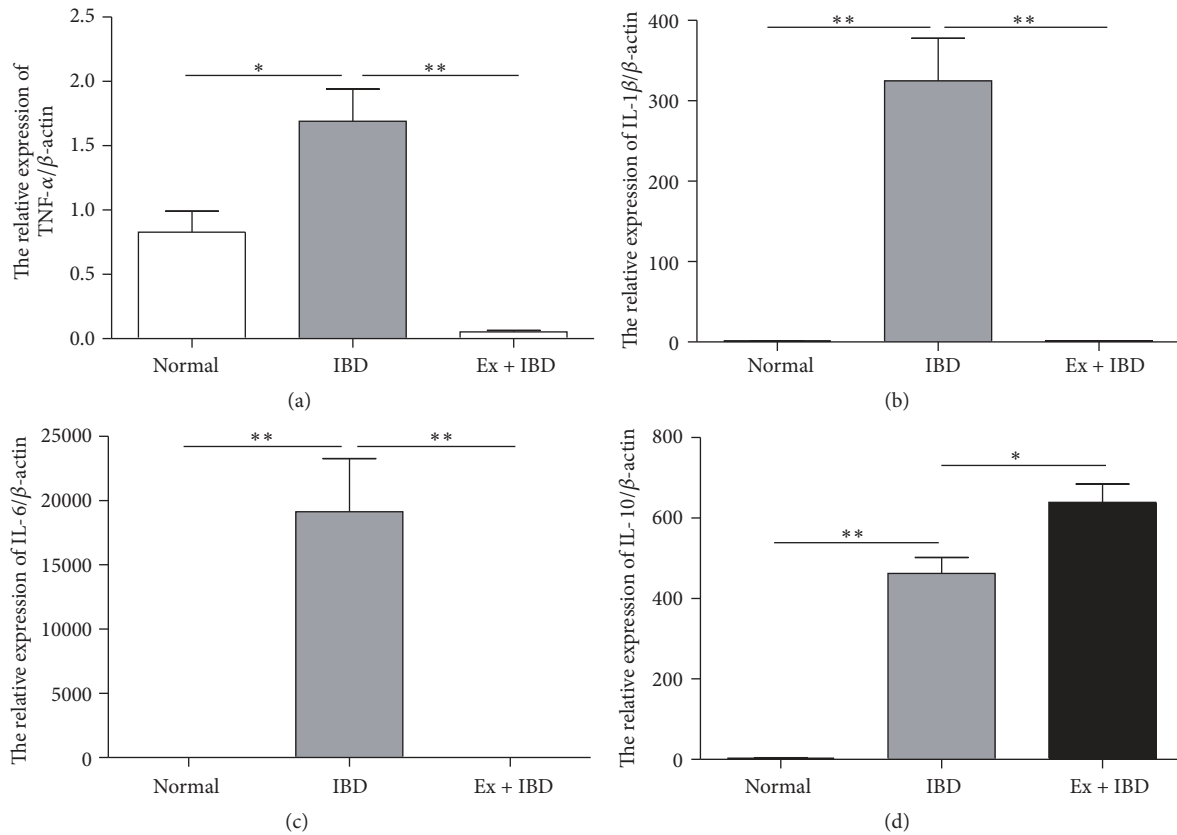 The relative expression of
TNF-α/β-actin
2.5
2.0
1.5
1.0
0.5
0.0
*
**
Normal
IBD
Ex + IBD
(a)
The relative expression of IL-1β/β-actin
400
300
200
100
0
**
**
Normal
IBD
Ex + IBD
(b)
The relative expression of IL-6/β-actin
25000
20000
15000
10000
5000
0
**
**
Normal
IBD
Ex + IBD
(c)
The relative expression of IL-10/β-actin
800
600
400
200
0
**
*
Normal
IBD
Ex + IBD
(d)